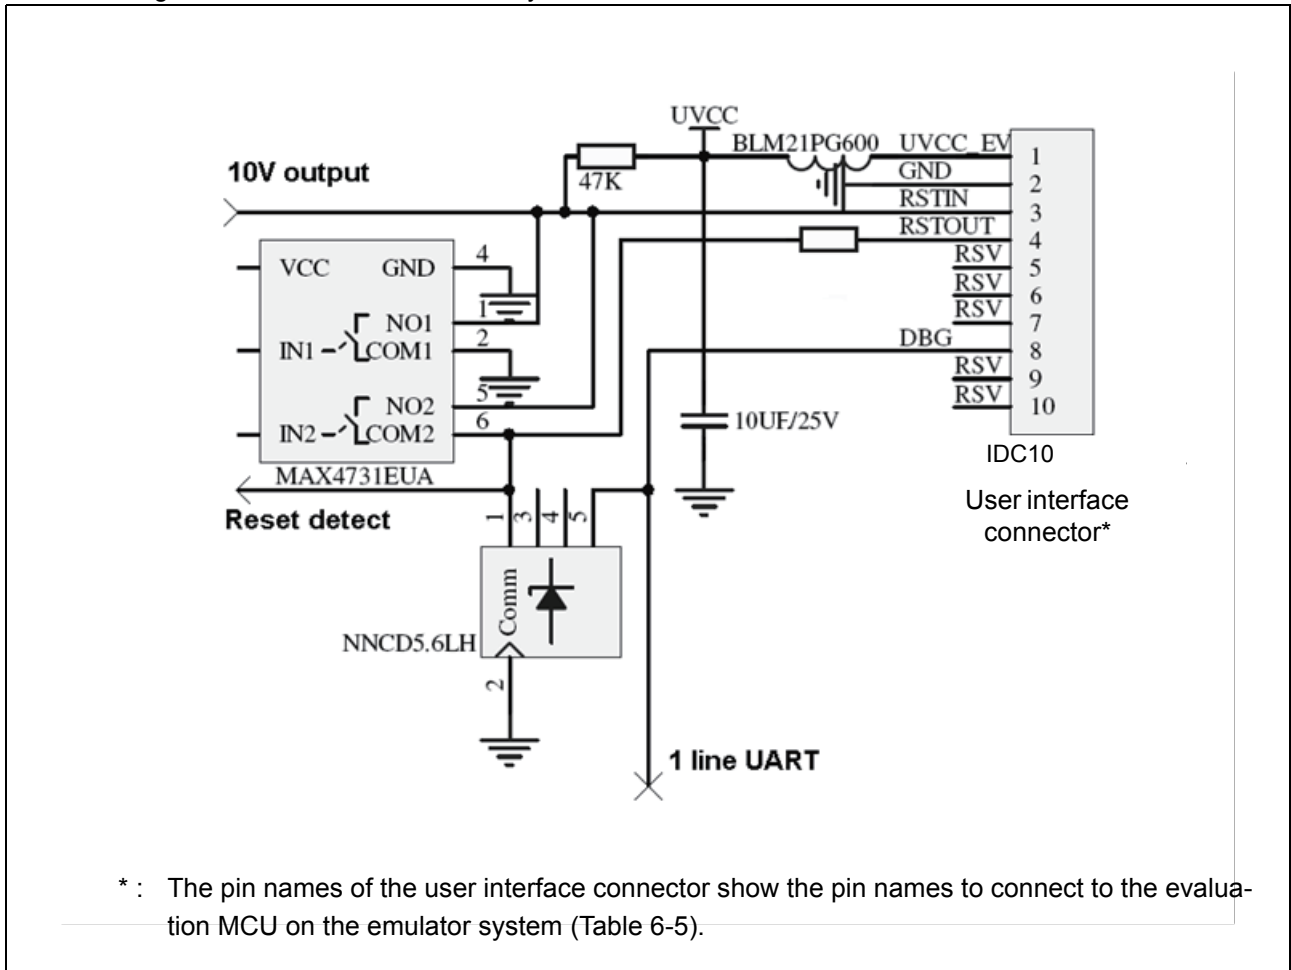 UVCC
BLM21PG600
UVCC_EV
1
10V output
47K
GND
2
RSTIN
3
RSTOUT
4
VCC
GND
4
RSV
5
RSV
6
1
NO1
RSV
7
IN1
COM1
2
DBG
8
RSV
9
5
NO2
RSV
10
IN2
COM2
6
10UF/25V
IDC10
MAX4731EUA
Reset detect
User interface
connector*
1
3
4
5
Comm
NNCD5.6LH
2
1 line UART
* : The pin names of the user interface connector show the pin names to connect to the evalua-
tion MCU on the emulator system (Table 6-5).